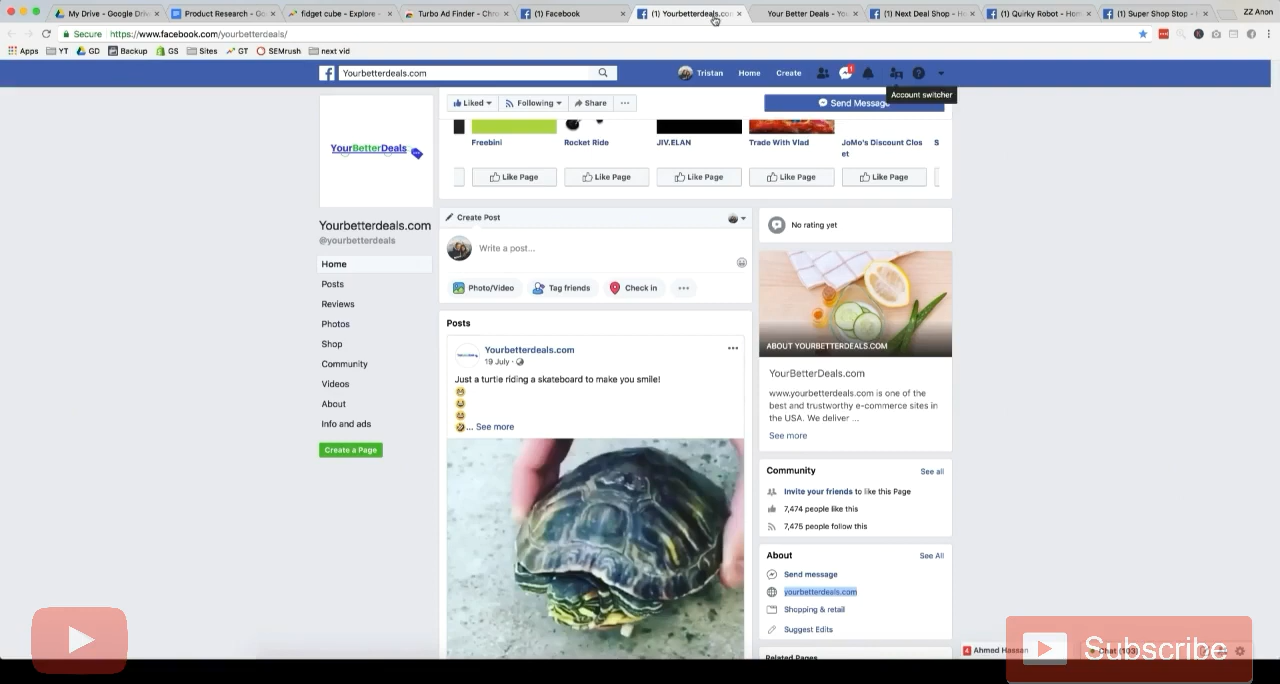 My Drive - Google Dri
Product Research - Go
fidget cube - Explore -
Turbo Ad Finder - Chro
(1) Facebook
(1) Yourbetterdeals.co
Your Better Deals - Yo
(1) Next Deal Shop - H
(1) Quirky Robot - Hom
(1) Super Shop Stop -
ZZ Anon
Secure
https://www.facebook.com/yourbetterdeals/
Apps
YT
GD
Backup
GS
Sites
GT
SEMrush
next vid
Yourbetterdeals.com
Tristan
Home
Create
Account switcher
Liked
Following
Share
Send Message
YourBetterDeals
Freebini
Rocket Ride
JIV.ELAN
Trade With Vlad
JoMo's Discount Clos
et
S
Like Page
Like Page
Like Page
Like Page
Like Page
Yourbetterdeals.com
@yourbetterdeals
Home
Posts
Reviews
Photos
Shop
Community
Videos
About
Info and ads
Create a Page
Create Post
Write a post...
Photo/Video
Tag friends
Check in
Posts
Yourbetterdeals.com
19 July
Just a turtle riding a skateboard to make you smile!
... See more
No rating yet
ABOUT YOURBETTERDEALS.COM
YourBetterDeals.com
www.yourbetterdeals.com is one of the
best and trustworthy e-commerce sites in
the USA. We deliver ...
See more
Community
See all
Invite your friends to like this Page
7,474 people like this
7,475 people follow this
About
See All
Send message
yourbetterdeals.com
Shopping & retail
Suggest Edits
Related Pages
4 Ahmed Hassan
Chat (103)
Subscribe